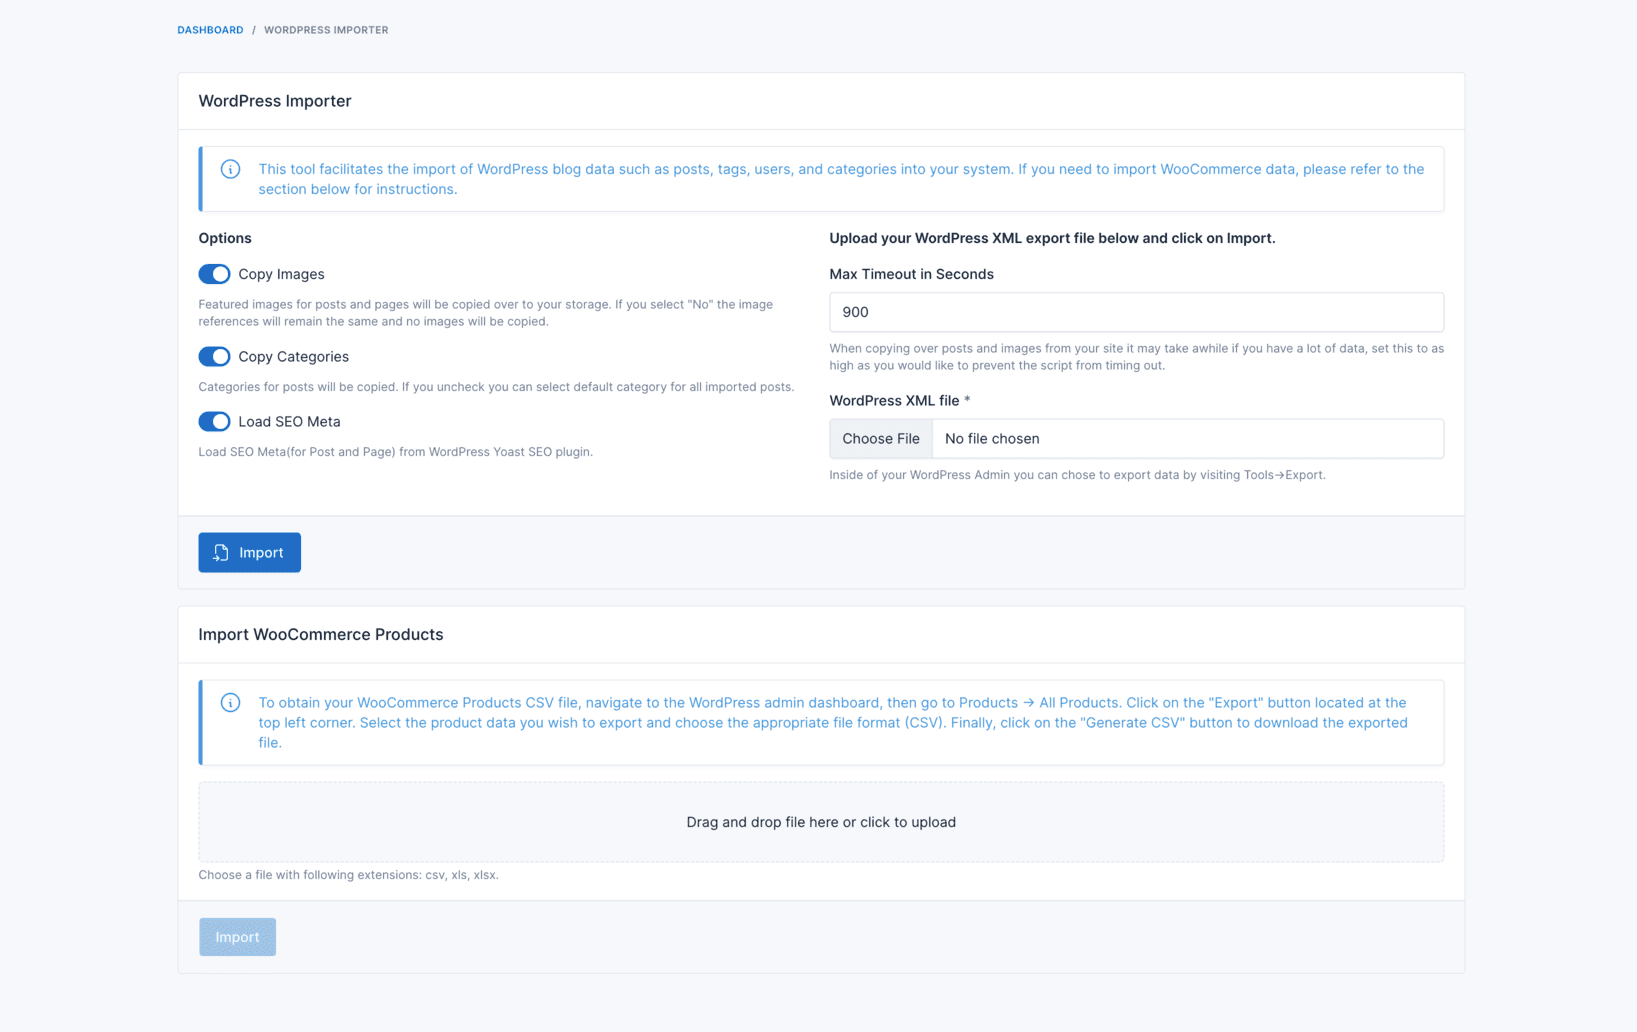 DASHBOARD / WORDPRESS IMPORTER
WordPress Importer
This tool facilitates the import of WordPress blog data such as posts, tags, users, and categories into your system. If you need to import WooCommerce data, please refer to the
section below for instructions.
Options
Copy Images
Featured images for posts and pages will be copied over to your storage. If you select "No" the image
references will remain the same and no images will be copied.
Copy Categories
Categories for posts will be copied. If you uncheck you can select default category for all imported posts.
Load SEO Meta
Load SEO Meta(for Post and Page) from WordPress Yoast SEO plugin.
Upload your WordPress XML export file below and click on Import.
Max Timeout in Seconds
900
When copying over posts and images from your site it may take awhile if you have a lot of data, set this to as
high as you would like to prevent the script from timing out.
WordPress XML file *
Choose File No file chosen
Inside of your WordPress Admin you can chose to export data by visiting Tools→Export.
Import
Import WooCommerce Products
To obtain your WooCommerce Products CSV file, navigate to the WordPress admin dashboard, then go to Products → All Products. Click on the "Export" button located at the
top left corner. Select the product data you wish to export and choose the appropriate file format (CSV). Finally, click on the "Generate CSV" button to download the exported
file.
Drag and drop file here or click to upload
Choose a file with following extensions: csv, xls, xlsx.
Import